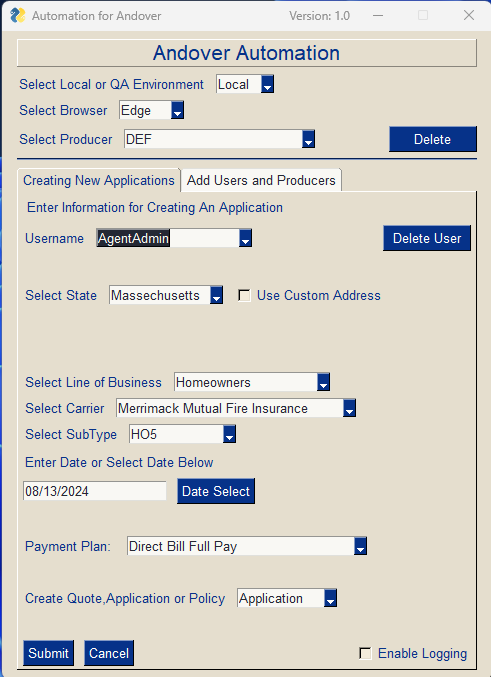 Automation for Andover Version: 1.0
Andover Automation
Select Local or QA Environment Local
Select Browser Edge
Select Producer DEF Delete
Creating New Applications Add Users and Producers
Enter Information for Creating An Application
Username AgentAdmin Delete User
Select State Massechusetts Use Custom Address
Select Line of Business Homeowners
Select Carrier Merrimack Mutual Fire Insurance
Select SubType HO5
Enter Date or Select Date Below
08/13/2024 Date Select
Payment Plan: Direct Bill Full Pay
Create Quote,Application or Policy Application
Submit Cancel Enable Logging